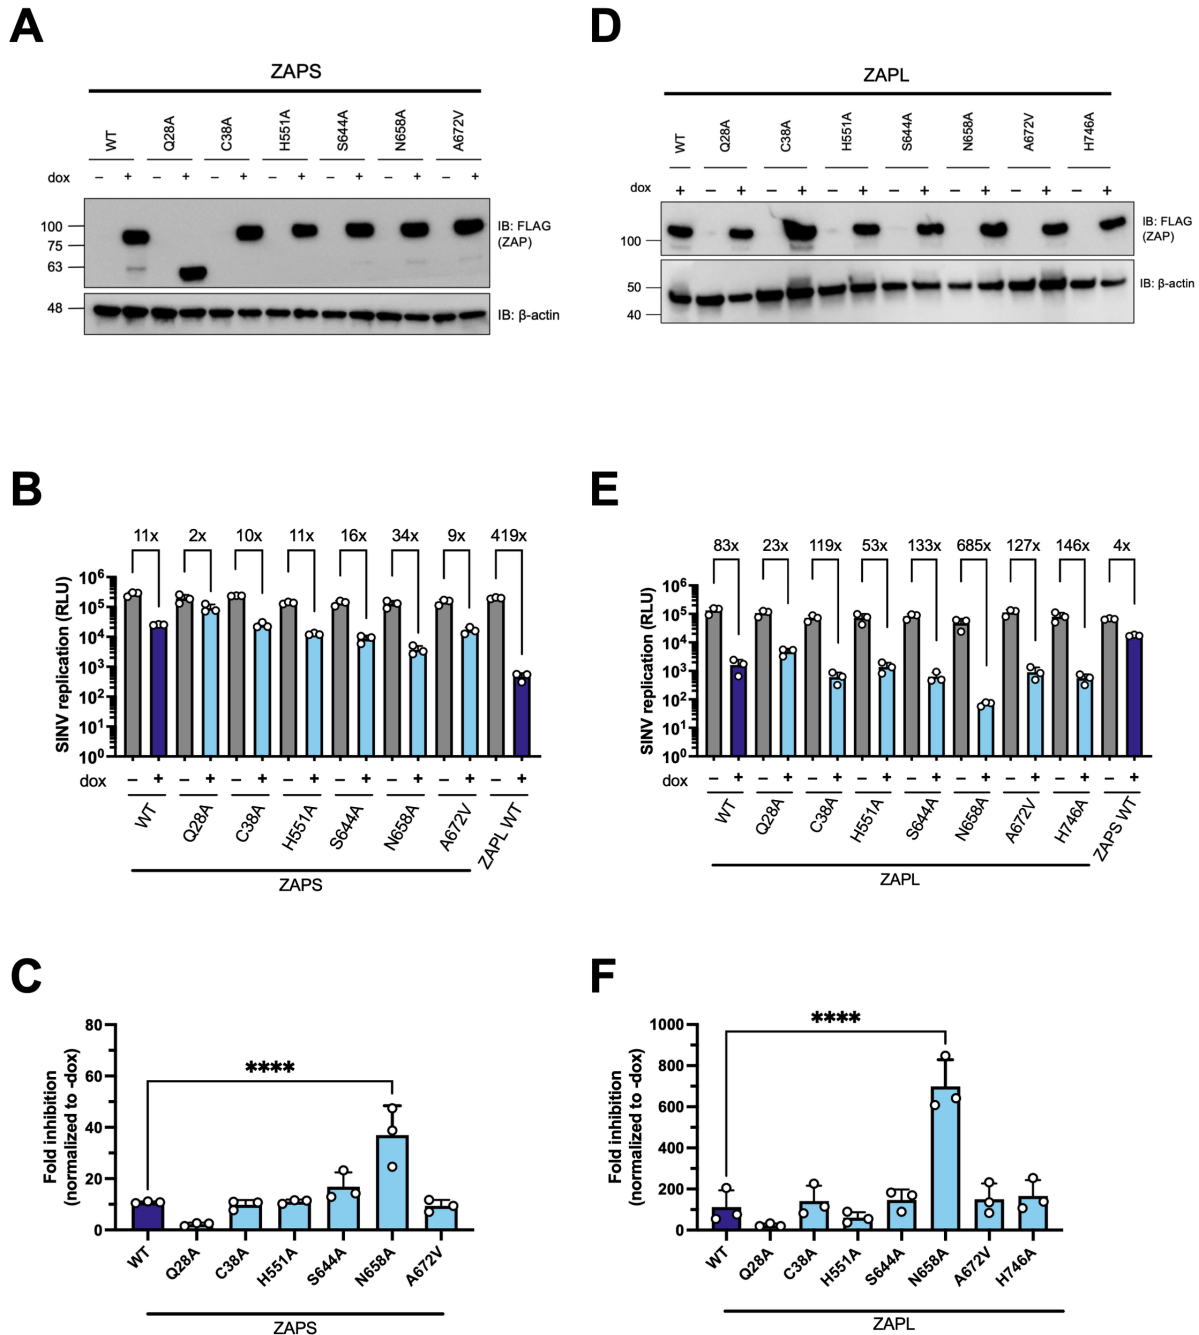 A
ZAPS
WT Q28A C38A H551A S644A N658A A672V
dox – + – + – + – + – + – + – +
100
75
63
IB: FLAG
(ZAP)
48
IB: β-actin
D
ZAPL
WT Q28A C38A H551A S644A N658A A672V H746A
dox + – + – + – + – + – + – + – +
100
IB: FLAG
(ZAP)
50
40
IB: β-actin
B
11x 2x 10x 11x 16x 34x 9x 419x
SINV replication (RLU)
10⁶
10⁵
10⁴
10³
10²
10¹
10⁰
dox – + – + – + – + – + – + – + – +
WT Q28A C38A H551A S644A N658A A672V ZAPL WT
ZAPS
E
83x 23x 119x 53x 133x 685x 127x 146x 4x
SINV replication (RLU)
10⁶
10⁵
10⁴
10³
10²
10¹
10⁰
dox – + – + – + – + – + – + – + – + – +
WT Q28A C38A H551A S644A N658A A672V H746A ZAPS WT
ZAPL
C
Fold inhibition
(normalized to -dox)
80
60
40
20
0
****
WT Q28A C38A H551A S644A N658A A672V
ZAPS
F
Fold inhibition
(normalized to -dox)
1000
800
600
400
200
0
****
WT Q28A C38A H551A S644A N658A A672V H746A
ZAPL